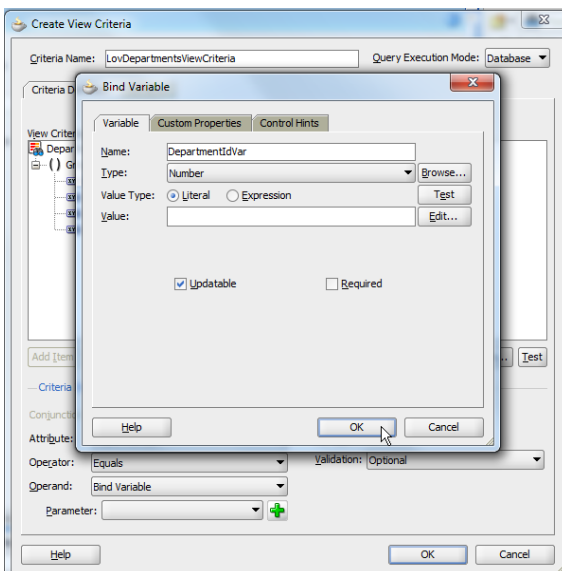 Create View Criteria
Criteria Name: LovDepartmentsViewCriteria Query Execution Mode: Database
Criteria D
Bind Variable
Variable Custom Properties Control Hints
View Criter
Depar
Name: DepartmentIdVar
( ) Gr
Type: Number Browse...
Value Type: Literal Expression Test
Value: Edit...
Updatable Required
Add Item .. Test
Criteria
Conjuncti
Help OK Cancel
Attribute:
Operator: Equals Validation: Optional
Operand: Bind Variable
Parameter:
Help OK Cancel